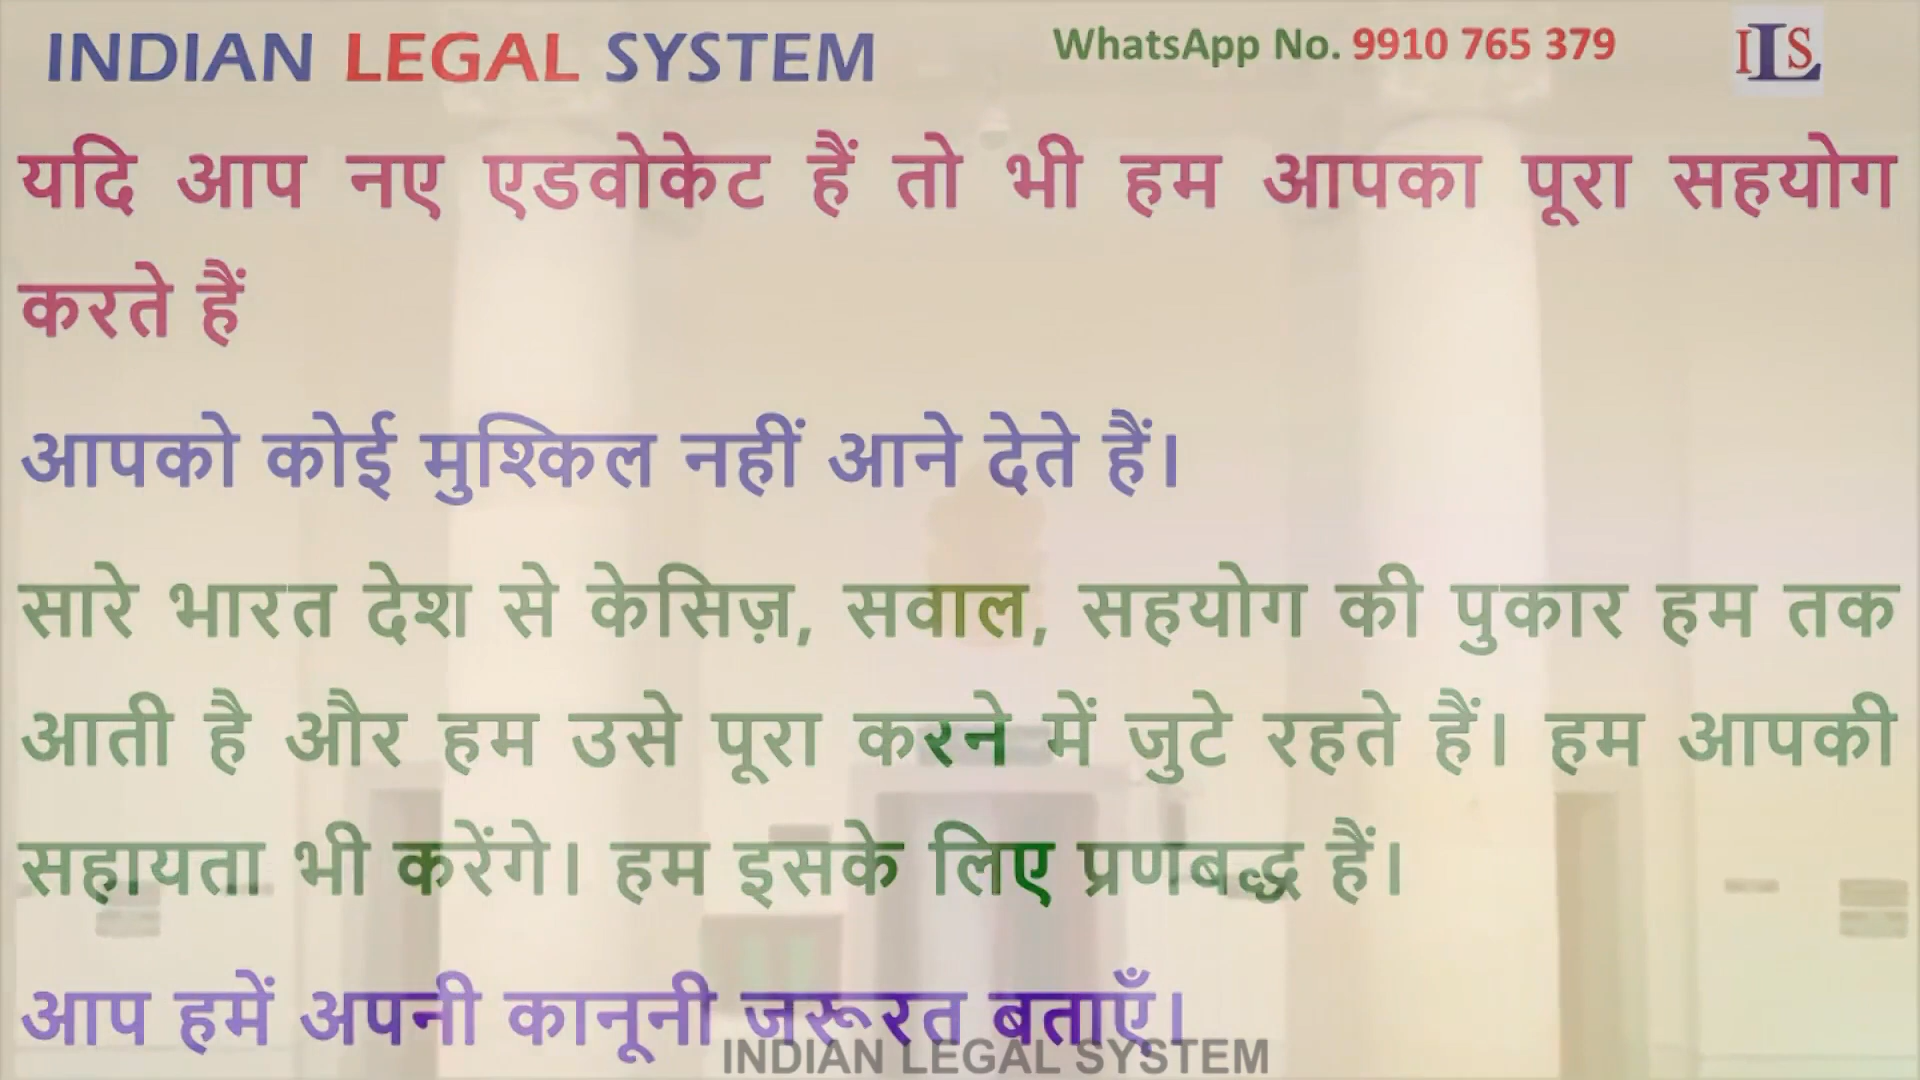 INDIAN LEGAL SYSTEM
WhatsApp No. 9910 765 379
ILS
यदि आप नए एडवोकेट हैं तो भी हम आपका पूरा सहयोग
करते हैं
आपको कोई मुश्किल नहीं आने देते हैं।
सारे भारत देश से केसिज़, सवाल, सहयोग की पुकार हम तक
आती है और हम उसे पूरा करने में जुटे रहते हैं। हम आपकी
सहायता भी करेंगे। हम इसके लिए प्रणबद्ध हैं।
आप हमें अपनी कानूनी जरूरत बताएँ।
INDIAN LEGAL SYSTEM